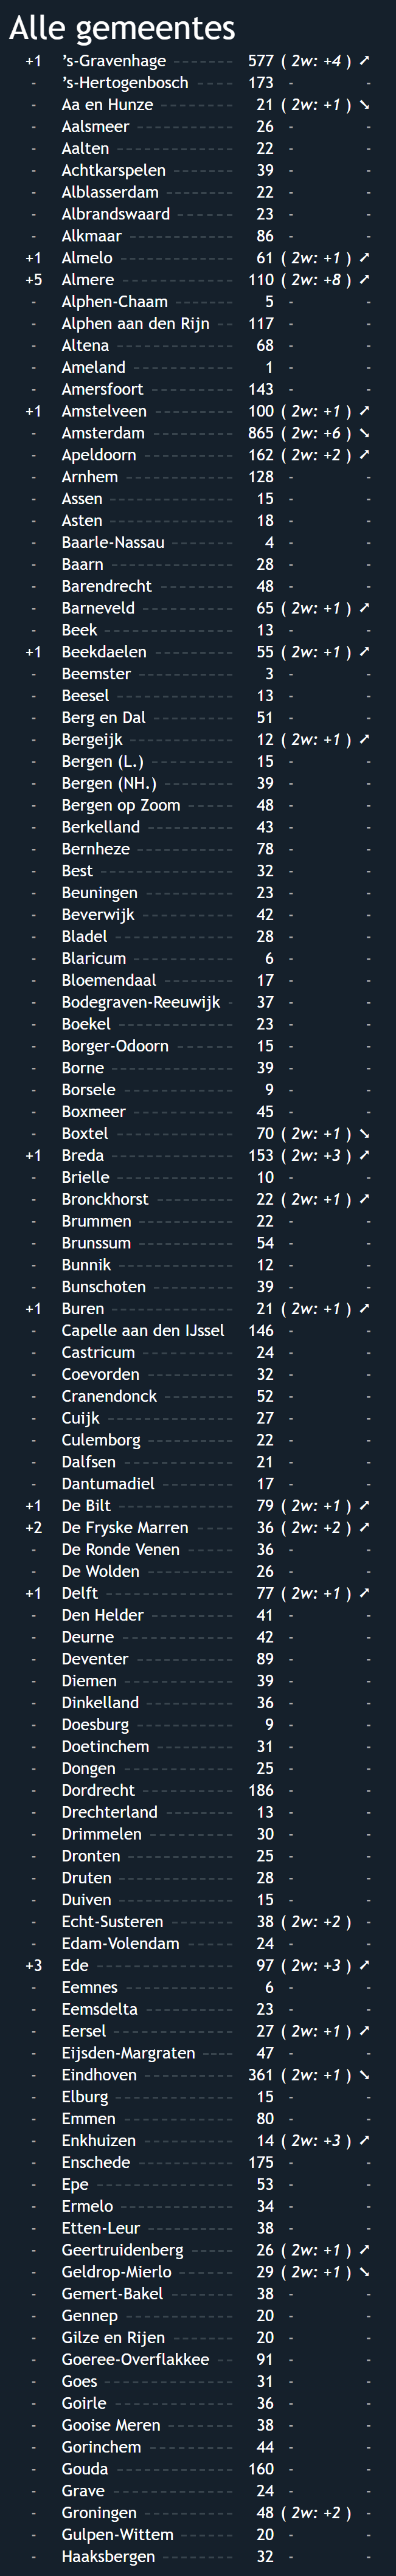 Alle gemeentes
+1 ’s-Gravenhage ------- 577 ( 2w: +4 ) ➚
- ’s-Hertogenbosch ----- 173 - -
- Aa en Hunze -------- 21 ( 2w: +1 ) ➘
- Aalsmeer ---------- 26 - -
- Aalten ------------ 22 - -
- Achtkarspelen ------- 39 - -
- Alblasserdam ------- 22 - -
- Albrandswaard ------ 23 - -
- Alkmaar ----------- 86 - -
+1 Almelo ------------ 61 ( 2w: +1 ) ➚
+5 Almere ----------- 110 ( 2w: +8 ) ➚
- Alphen-Chaam ------ 5 - -
- Alphen aan den Rijn -- 117 - -
- Altena ------------ 68 - -
- Ameland ---------- 1 - -
- Amersfoort -------- 143 - -
+1 Amstelveen -------- 100 ( 2w: +1 ) ➚
- Amsterdam -------- 865 ( 2w: +6 ) ➘
- Apeldoorn --------- 162 ( 2w: +2 ) ➚
- Arnhem ----------- 128 - -
- Assen ------------ 15 - -
- Asten ------------ 18 - -
- Baarle-Nassau ------- 4 - -
- Baarn ------------ 28 - -
- Barendrecht -------- 48 - -
- Barneveld --------- 65 ( 2w: +1 ) ➚
- Beek ------------- 13 - -
+1 Beekdaelen -------- 55 ( 2w: +1 ) ➚
- Beemster ---------- 3 - -
- Beesel ------------ 13 - -
- Berg en Dal -------- 51 - -
- Bergeijk ----------- 12 ( 2w: +1 ) ➚
- Bergen (L.) --------- 15 - -
- Bergen (NH.) ------- 39 - -
- Bergen op Zoom ----- 48 - -
- Berkelland --------- 43 - -
- Bernheze ---------- 78 - -
- Best ------------- 32 - -
- Beuningen --------- 23 - -
- Beverwijk --------- 42 - -
- Bladel ------------ 28 - -
- Blaricum ---------- 6 - -
- Bloemendaal ------- 17 - -
- Bodegraven-Reeuwijk - 37 - -
- Boekel ----------- 23 - -
- Borger-Odoorn ------ 15 - -
- Borne ------------ 39 - -
- Borsele ----------- 9 - -
- Boxmeer ---------- 45 - -
- Boxtel ------------ 70 ( 2w: +1 ) ➘
+1 Breda ------------ 153 ( 2w: +3 ) ➚
- Brielle ------------ 10 - -
- Bronckhorst -------- 22 ( 2w: +1 ) ➚
- Brummen ---------- 22 - -
- Brunssum ---------- 54 - -
- Bunnik ----------- 12 - -
- Bunschoten -------- 39 - -
+1 Buren ------------ 21 ( 2w: +1 ) ➚
- Capelle aan den IJssel 146 - -
- Castricum --------- 24 - -
- Coevorden --------- 32 - -
- Cranendonck ------- 52 - -
- Cuijk ------------ 27 - -
- Culemborg --------- 22 - -
- Dalfsen ----------- 21 - -
- Dantumadiel ------- 17 - -
+1 De Bilt ----------- 79 ( 2w: +1 ) ➚
+2 De Fryske Marren ---- 36 ( 2w: +2 ) ➚
- De Ronde Venen ----- 36 - -
- De Wolden --------- 26 - -
+1 Delft ------------ 77 ( 2w: +1 ) ➚
- Den Helder -------- 41 - -
- Deurne ----------- 42 - -
- Deventer ---------- 89 - -
- Diemen ----------- 39 - -
- Dinkelland --------- 36 - -
- Doesburg ---------- 9 - -
- Doetinchem -------- 31 - -
- Dongen ----------- 25 - -
- Dordrecht --------- 186 - -
- Drechterland ------- 13 - -
- Drimmelen --------- 30 - -
- Dronten ---------- 25 - -
- Druten ----------- 28 - -
- Duiven ----------- 15 - -
- Echt-Susteren ------- 38 ( 2w: +2 ) -
- Edam-Volendam ----- 24 - -
+3 Ede ------------- 97 ( 2w: +3 ) ➚
- Eemnes ----------- 6 - -
- Eemsdelta --------- 23 - -
- Eersel ------------ 27 ( 2w: +1 ) ➚
- Eijsden-Margraten ---- 47 - -
- Eindhoven --------- 361 ( 2w: +1 ) ➘
- Elburg ----------- 15 - -
- Emmen ----------- 80 - -
- Enkhuizen --------- 14 ( 2w: +3 ) ➚
- Enschede ---------- 175 - -
- Epe ------------- 53 - -
- Ermelo ----------- 34 - -
- Etten-Leur --------- 38 - -
- Geertruidenberg ----- 26 ( 2w: +1 ) ➚
- Geldrop-Mierlo ------ 29 ( 2w: +1 ) ➘
- Gemert-Bakel ------- 38 - -
- Gennep ----------- 20 - -
- Gilze en Rijen ------- 20 - -
- Goeree-Overflakkee -- 91 - -
- Goes ------------ 31 - -
- Goirle ------------ 36 - -
- Gooise Meren ------- 38 - -
- Gorinchem --------- 44 - -
- Gouda ----------- 160 - -
- Grave ------------ 24 - -
- Groningen --------- 48 ( 2w: +2 ) -
- Gulpen-Wittem ------ 20 - -
- Haaksbergen ------- 32 - -